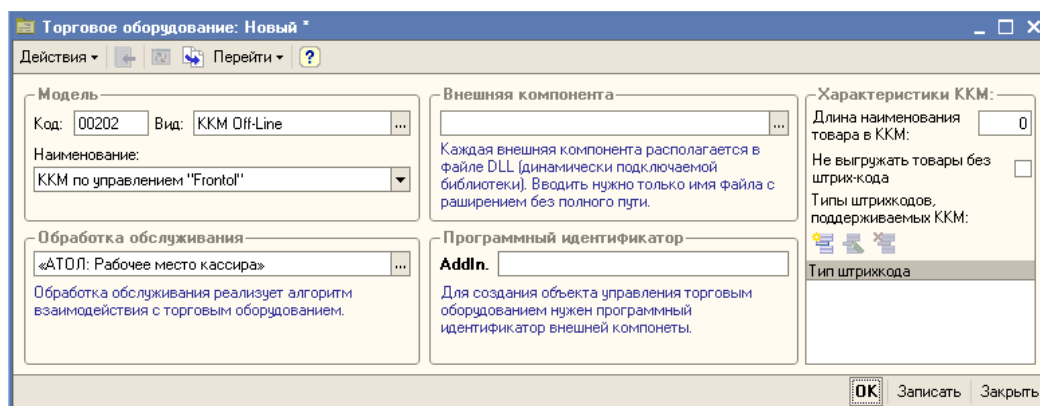 Торговое оборудование: Новый *
Действия
Перейти
?
Модель
Код: 00202 Вид: ККМ Off-Line ...
Наименование:
ККМ по управлением "Frontol"
Обработка обслуживания
«АТОЛ: Рабочее место кассира» ...
Обработка обслуживания реализует алгоритм
взаимодействия с торговым оборудованием.
Внешняя компонента
...
Каждая внешняя компонента располагается в
файле DLL (динамически подключаемой
библиотеки). Вводить нужно только имя файла с
раширением без полного пути.
Программный идентификатор
AddIn.
Для создания объекта управления торговым
оборудованием нужен программный
идентификатор внешней компонеты.
Характеристики ККМ:
Длина наименования
товара в ККМ: 0
Не выгружать товары без
штрих-кода
Типы штрихкодов,
поддерживаемых ККМ:
Тип штрихкода
OK Записать Закрыть